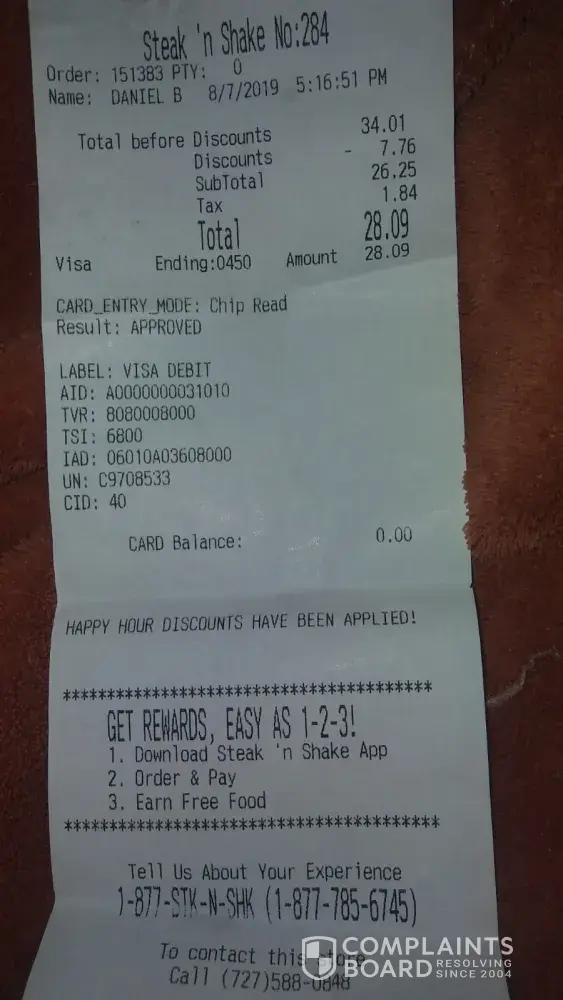 Steak 'n Shake No:284
Order: 151383 PTY: 0
Name: DANIEL B 8/7/2019 5:16:51 PM
Total before Discounts 34.01
Discounts - 7.76
SubTotal 26.25
Tax 1.84
Total 28.09
Visa Ending:0450 Amount 28.09
CARD_ENTRY_MODE: Chip Read
Result: APPROVED
LABEL: VISA DEBIT
AID: A0000000031010
TVR: 8080008000
TSI: 6800
IAD: 06010A03608000
UN: C9708533
CID: 40
CARD Balance: 0.00
HAPPY HOUR DISCOUNTS HAVE BEEN APPLIED!
*****************************************
GET REWARDS, EASY AS 1-2-3!
1. Download Steak 'n Shake App
2. Order & Pay
3. Earn Free Food
*****************************************
Tell Us About Your Experience
1-877-STK-N-SHK (1-877-785-6745)
To contact this store
Call (727)588-0848
COMPLAINTS
BOARD RESOLVING
SINCE 2004